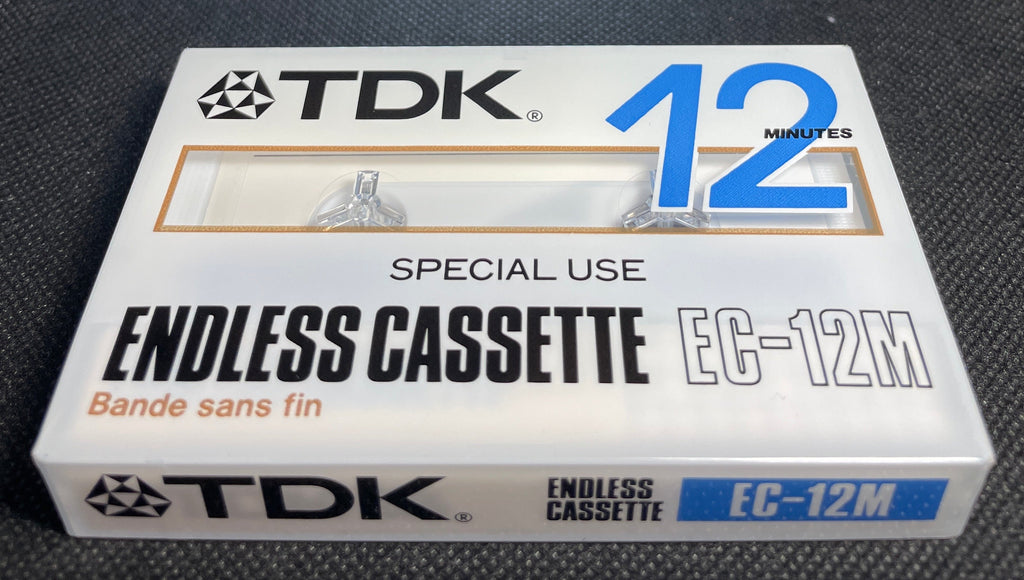 TDK®
12
MINUTES
SPECIAL USE
ENDLESS CASSETTE EC-12M
Bande sans fin
TDK®
ENDLESS
CASSETTE
EC-12M